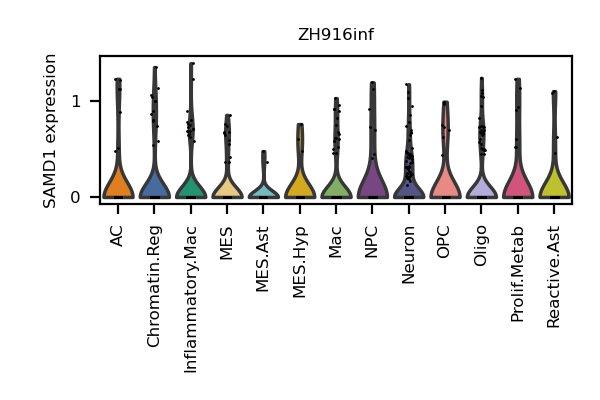 ZH916inf
SAMD1 expression
1
0
AC
Chromatin.Reg
Inflammatory.Mac
MES
MES.Ast
MES.Hyp
Mac
NPC
Neuron
OPC
Oligo
Prolif.Metab
Reactive.Ast